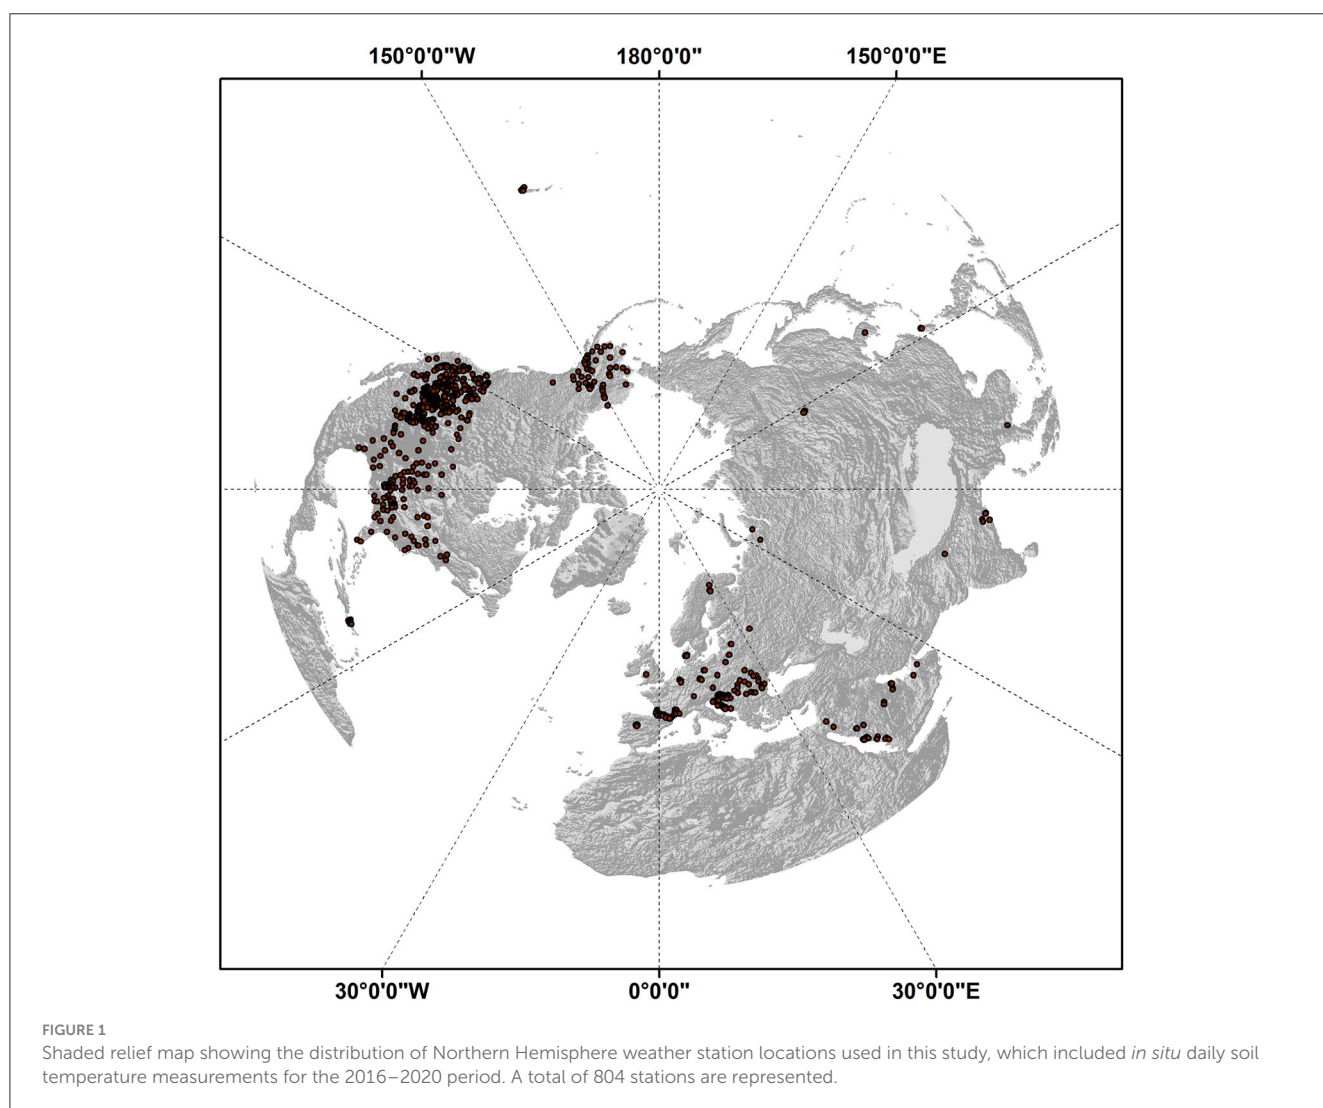 150°0'0"W 180°0'0" 150°0'0"E
30°0'0"W 0°0'0" 30°0'0"E
FIGURE 1
Shaded relief map showing the distribution of Northern Hemisphere weather station locations used in this study, which included in situ daily soil
temperature measurements for the 2016–2020 period. A total of 804 stations are represented.